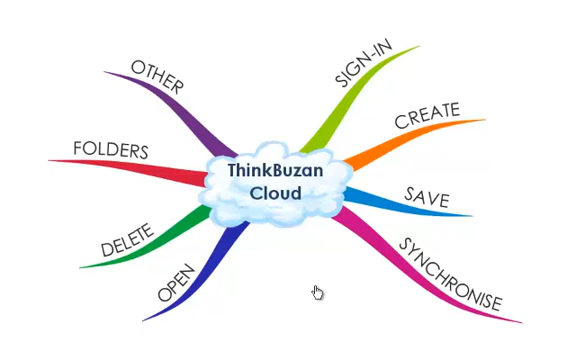 ThinkBuzan
Cloud
SIGN-IN
CREATE
SAVE
SYNCHRONISE
OPEN
DELETE
FOLDERS
OTHER